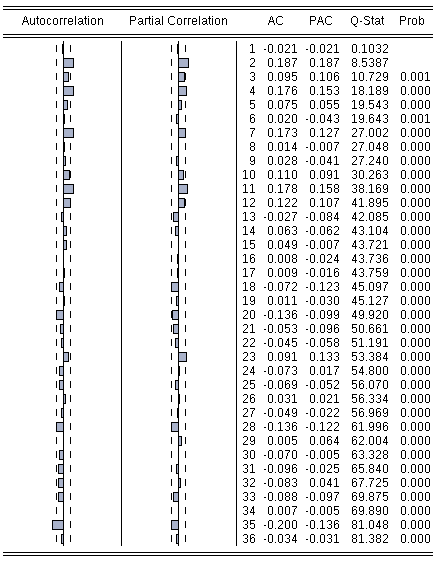 Autocorrelation Partial Correlation AC PAC Q-Stat Prob
1 -0.021 -0.021 0.1032
2 0.187 0.187 8.5387
3 0.095 0.106 10.729 0.001
4 0.176 0.153 18.189 0.000
5 0.075 0.055 19.543 0.000
6 0.020 -0.043 19.643 0.001
7 0.173 0.127 27.002 0.000
8 0.014 -0.007 27.048 0.000
9 0.028 -0.041 27.240 0.000
10 0.110 0.091 30.263 0.000
11 0.178 0.158 38.169 0.000
12 0.122 0.107 41.895 0.000
13 -0.027 -0.084 42.085 0.000
14 0.063 -0.062 43.104 0.000
15 0.049 -0.007 43.721 0.000
16 0.008 -0.024 43.736 0.000
17 0.009 -0.016 43.759 0.000
18 -0.072 -0.123 45.097 0.000
19 0.011 -0.030 45.127 0.000
20 -0.136 -0.099 49.920 0.000
21 -0.053 -0.096 50.661 0.000
22 -0.045 -0.058 51.191 0.000
23 0.091 0.133 53.384 0.000
24 -0.073 0.017 54.800 0.000
25 -0.069 -0.052 56.070 0.000
26 0.031 0.021 56.334 0.000
27 -0.049 -0.022 56.969 0.000
28 -0.136 -0.122 61.996 0.000
29 0.005 0.064 62.004 0.000
30 -0.070 -0.005 63.328 0.000
31 -0.096 -0.025 65.840 0.000
32 -0.083 0.041 67.725 0.000
33 -0.088 -0.097 69.875 0.000
34 0.007 -0.005 69.890 0.000
35 -0.200 -0.136 81.048 0.000
36 -0.034 -0.031 81.382 0.000